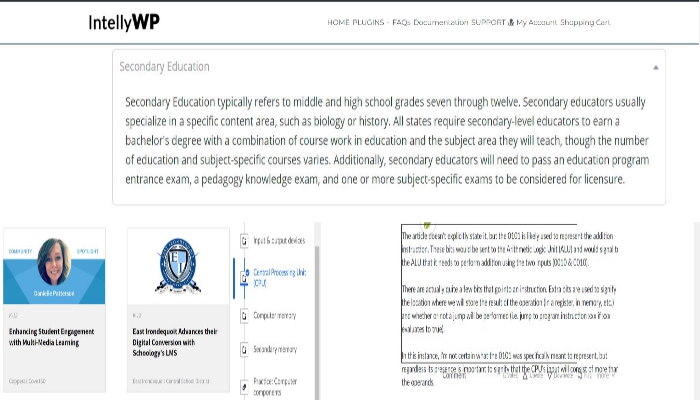 IntellyWP
HOME PLUGINS FAQs Documentation SUPPORT My Account Shopping Cart
Secondary Education
Secondary Education typically refers to middle and high school grades seven through twelve. Secondary educators usually
specialize in a specific content area, such as biology or history. All states require secondary-level educators to earn a
bachelor's degree with a combination of course work in education and the subject area they will teach, though the number
of education and subject-specific courses varies. Additionally, secondary educators will need to pass an education program
entrance exam, a pedagogy knowledge exam, and one or more subject-specific exams to be considered for licensure.
COMMUNITY SPOTLIGHT
Danielle Patterson
K-12
Enhancing Student Engagement
with Multi-Media Learning
Copperas Cove ISD
EI
K-12
East Irondequoit Advances their
Digital Conversion with
Schoology's LMS
East Irondequoit Central School District
Input & output devices
Central Processing Unit
(CPU)
Computer memory
Secondary memory
Practice: Computer
components
The article doesn't explicitly state it, but the 0101 is likely used to represent the addition
instruction. These bits would be sent to the Arithmetic Logic Unit (ALU) and would signal to
the ALU that it needs to perform addition using the two inputs (0010 & 0010).
There are actually quite a few bits that go into an instruction. Extra bits are used to signify
the location where we will store the result of the operation (in a register, in memory, etc.)
and whether or not a jump will be performed (i.e. jump to program instruction xxx if xxx
evaluates to true).
In this instance, I'm not certain what the 0101 was specifically meant to represent, but
regardless its presence is important to signify that the CPU's input will consist of more than
the operands.
Comment